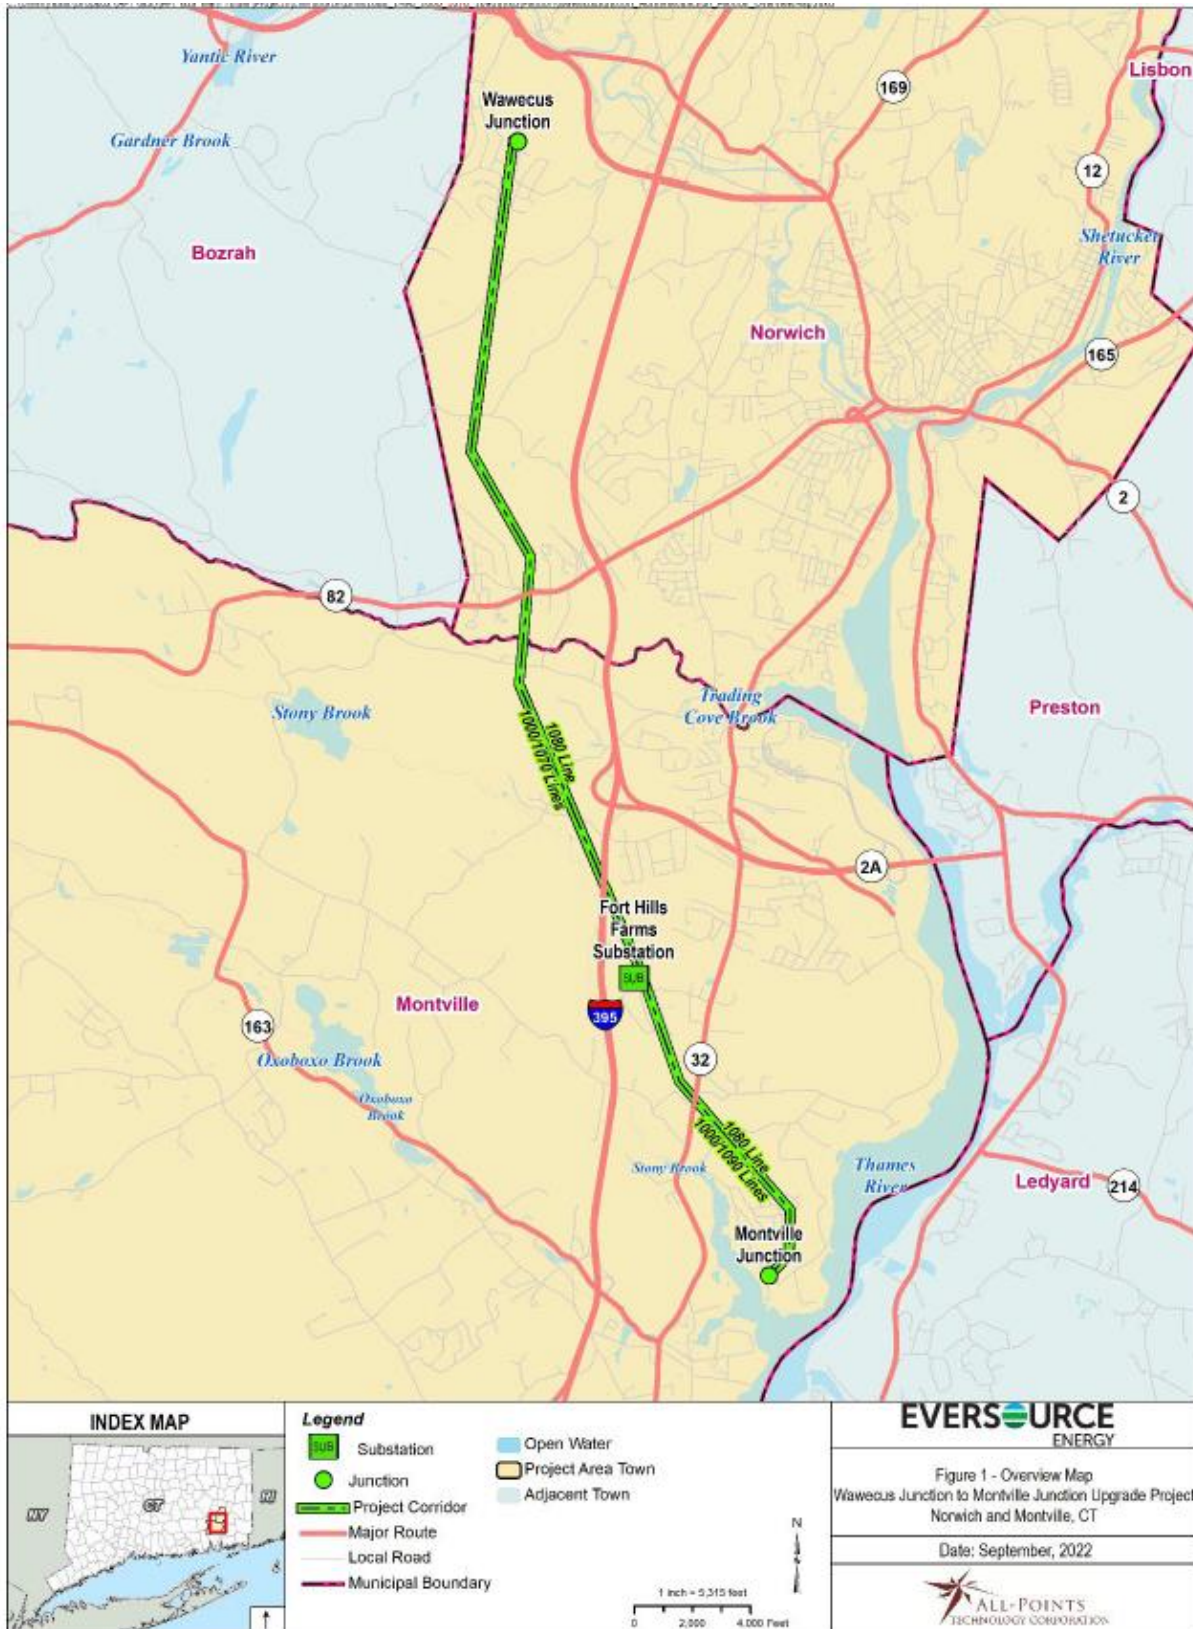 Yantic River
Lisbon
169
Wawecus
Junction
Gardner Brook
12
Bozrah
Shetucket
River
Norwich
165
2
82
Trading
Cove Brook
Stony Brook
Preston
1080 Line
1000/1070 Lines
2A
Fort Hills
Farms
Substation
SUB
Montville
395
163
Oxoboxo Brook
32
Oxoboxo
Brook
1080 Line
1000/1090 Lines
Stony Brook
Thames
River
Ledyard
214
Montville
Junction
INDEX MAP
NY
CT
RI
Legend
SUB Substation
Junction
Project Corridor
Major Route
Local Road
Municipal Boundary
Open Water
Project Area Town
Adjacent Town
N
1 inch = 5,315 feet
0 2,000 4,000 Feet
EVERSOURCE
ENERGY
Figure 1 - Overview Map
Wawecus Junction to Montville Junction Upgrade Project
Norwich and Montville, CT
Date: September, 2022
ALL-POINTS
TECHNOLOGY CORPORATION